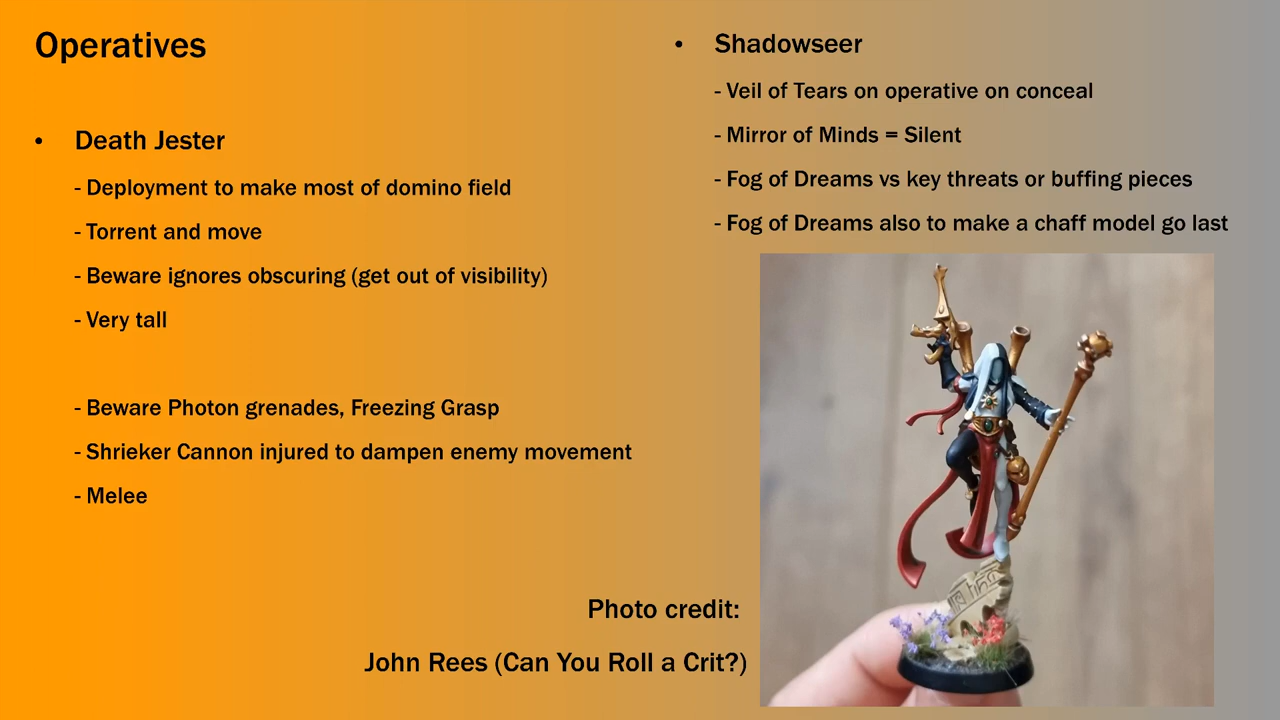 Operatives
• Death Jester
- Deployment to make most of domino field
- Torrent and move
- Beware ignores obscuring (get out of visibility)
- Very tall
- Beware Photon grenades, Freezing Grasp
- Shrieker Cannon injured to dampen enemy movement
- Melee
• Shadowseer
- Veil of Tears on operative on conceal
- Mirror of Minds = Silent
- Fog of Dreams vs key threats or buffing pieces
- Fog of Dreams also to make a chaff model go last
Photo credit:
John Rees (Can You Roll a Crit?)